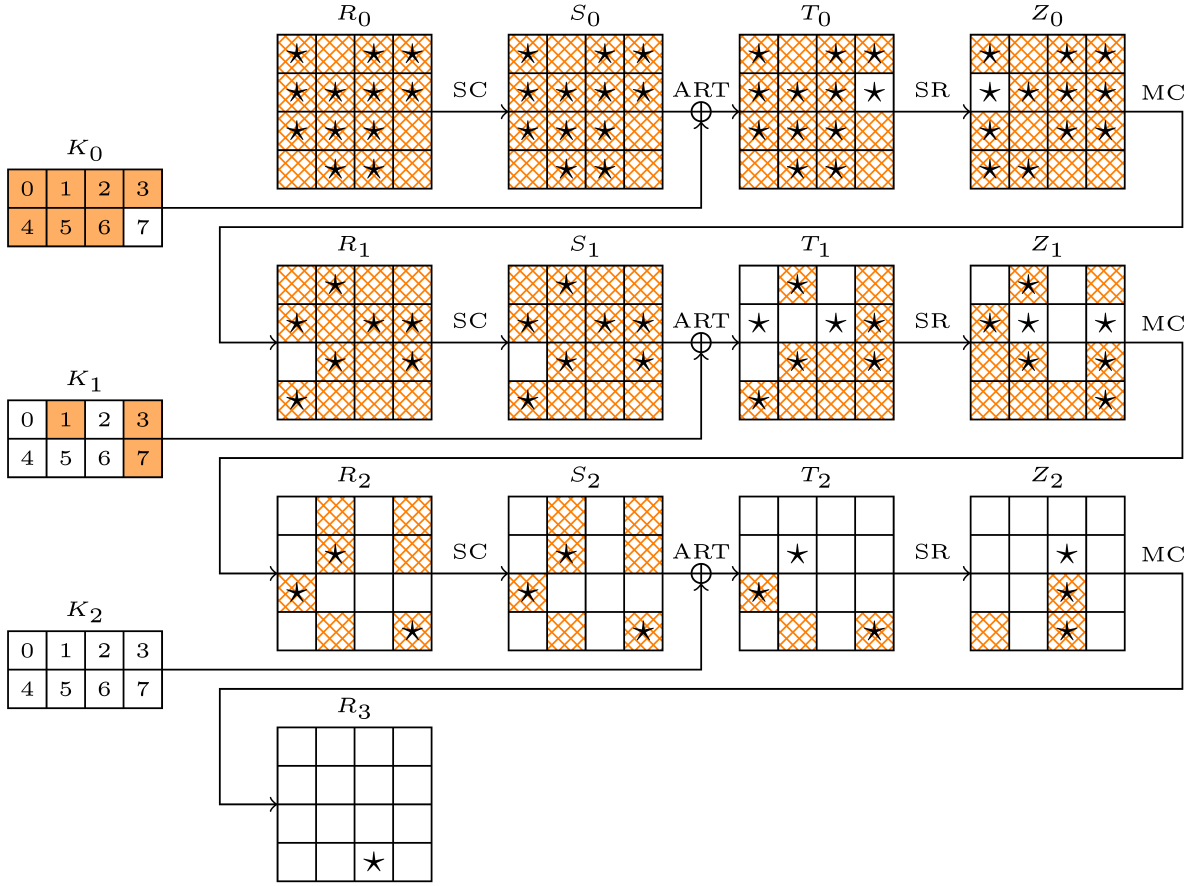 R₀ S₀ T₀ Z₀
SC ART SR MC
K₀
0 1 2 3
4 5 6 7
R₁ S₁ T₁ Z₁
SC ART SR MC
K₁
0 1 2 3
4 5 6 7
R₂ S₂ T₂ Z₂
SC ART SR MC
K₂
0 1 2 3
4 5 6 7
R₃